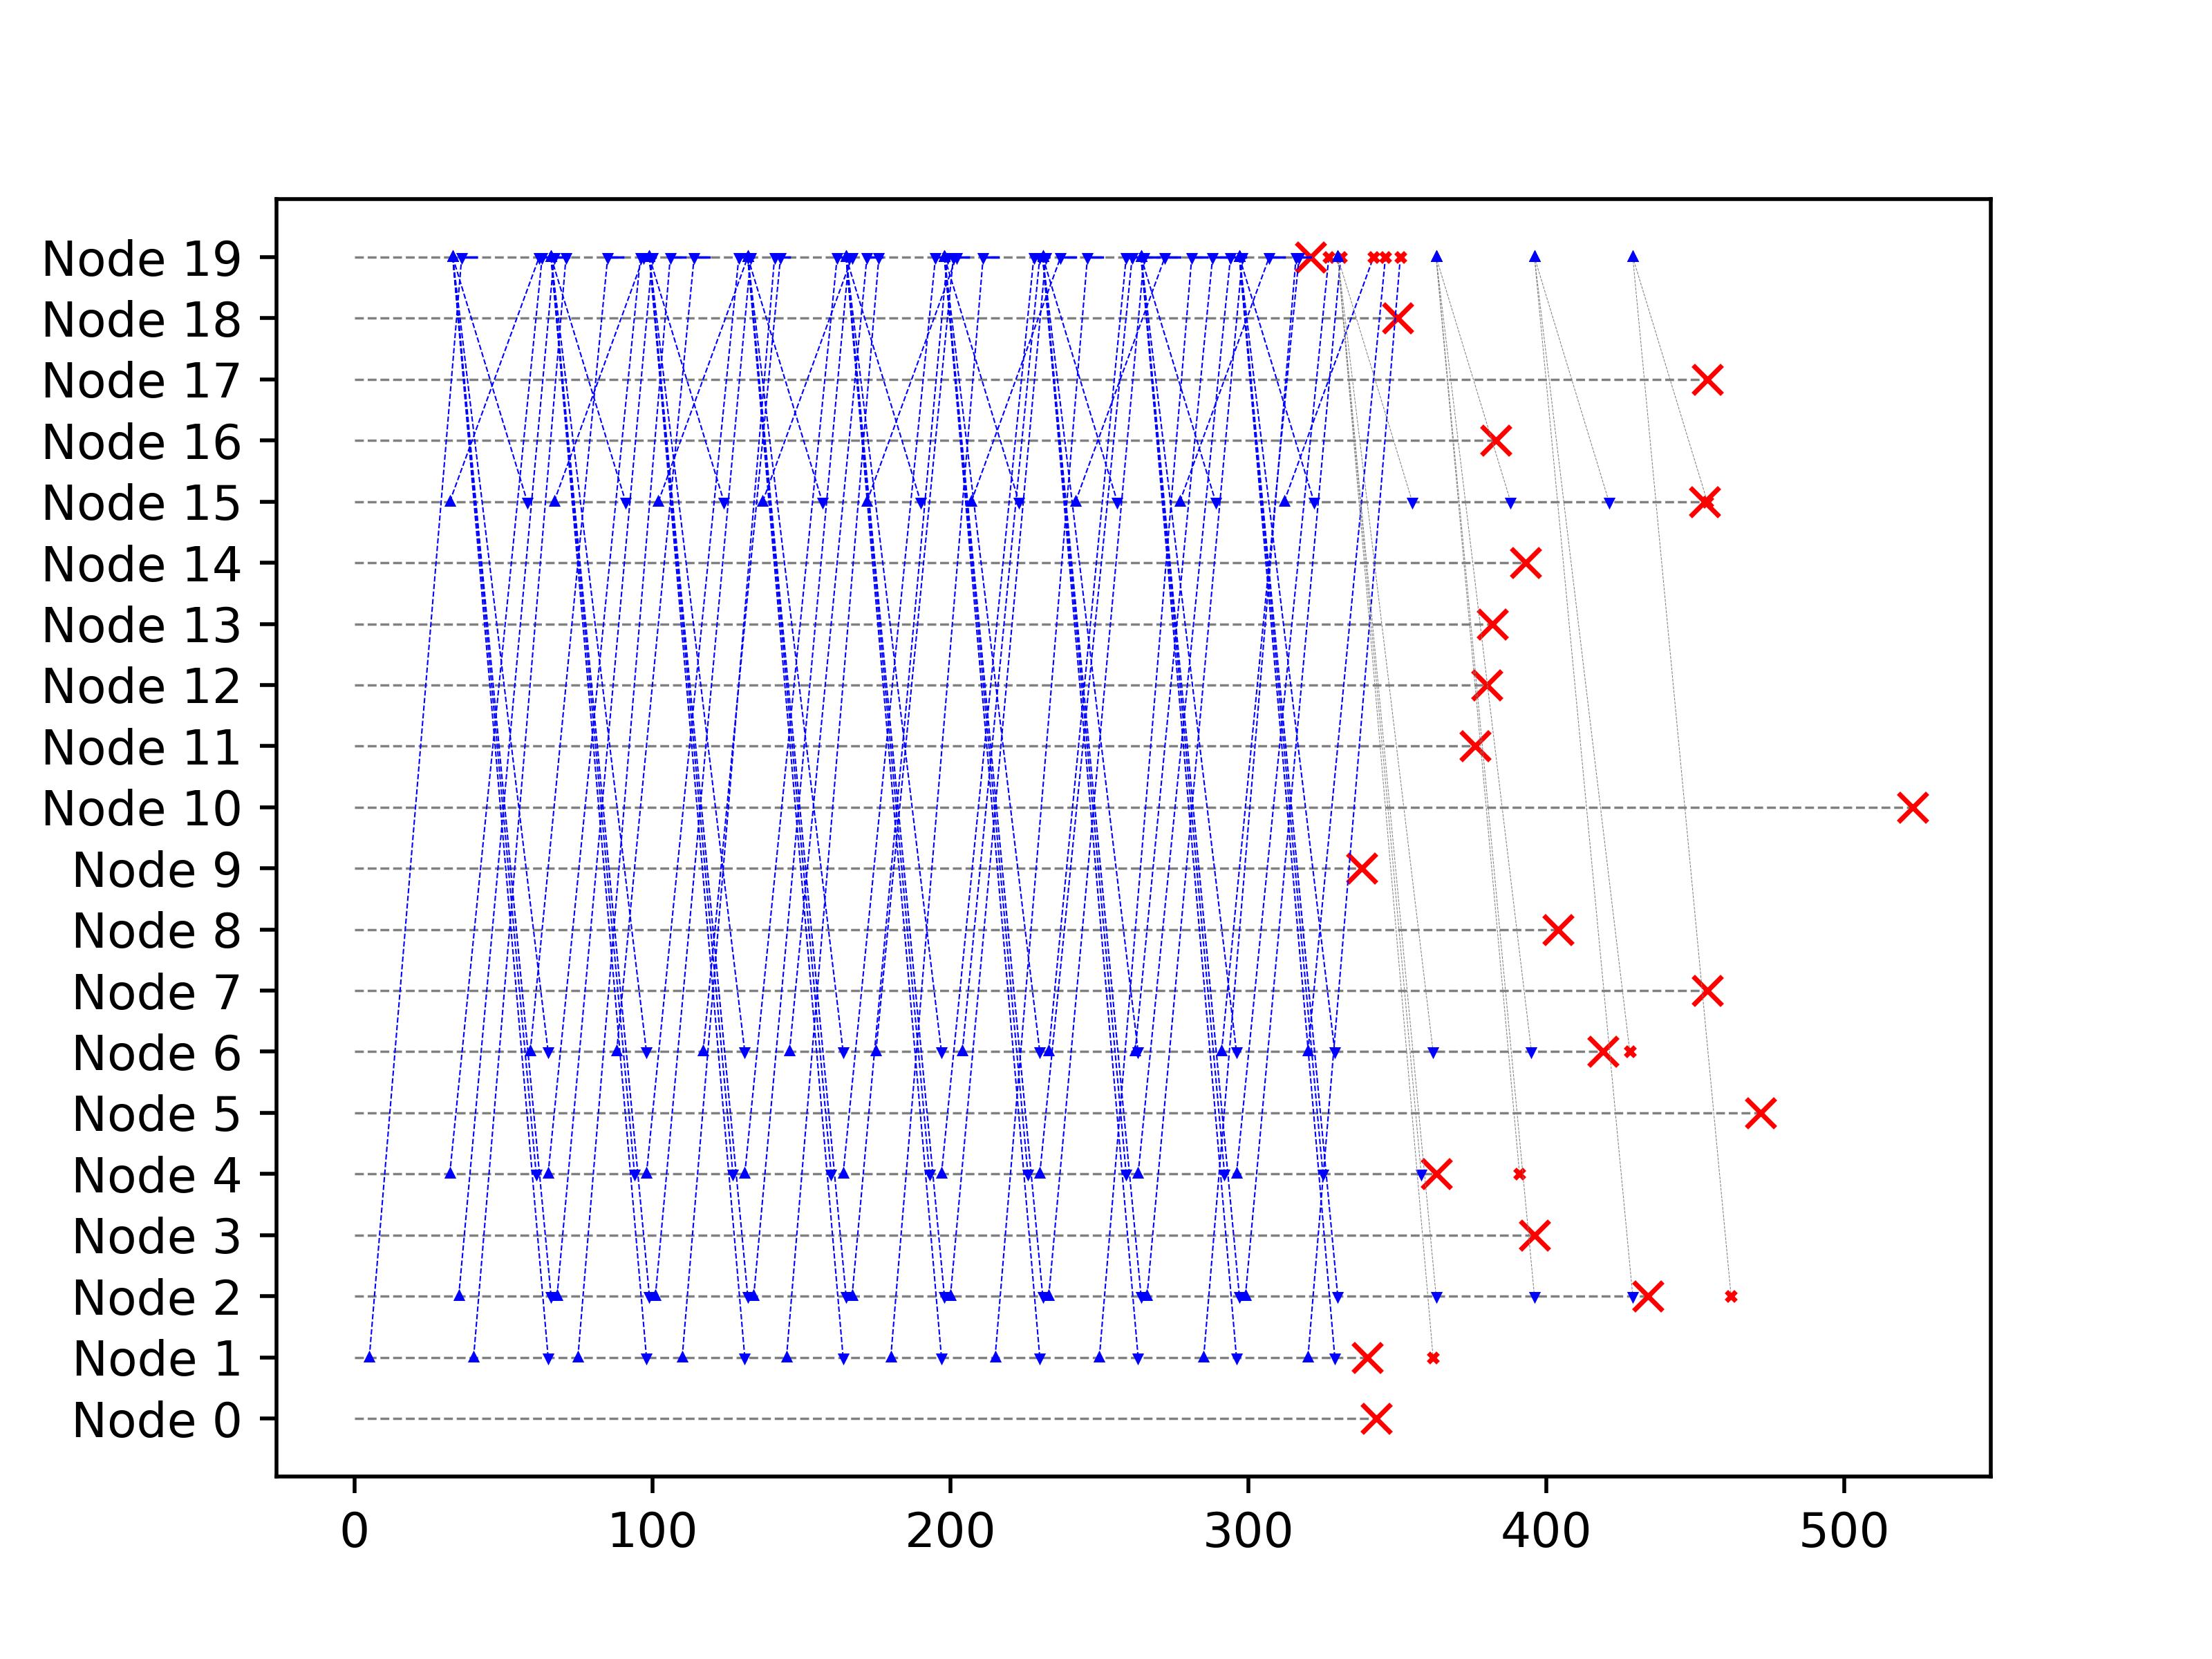 Node 19
Node 18
Node 17
Node 16
Node 15
Node 14
Node 13
Node 12
Node 11
Node 10
Node 9
Node 8
Node 7
Node 6
Node 5
Node 4
Node 3
Node 2
Node 1
Node 0
0 100 200 300 400 500